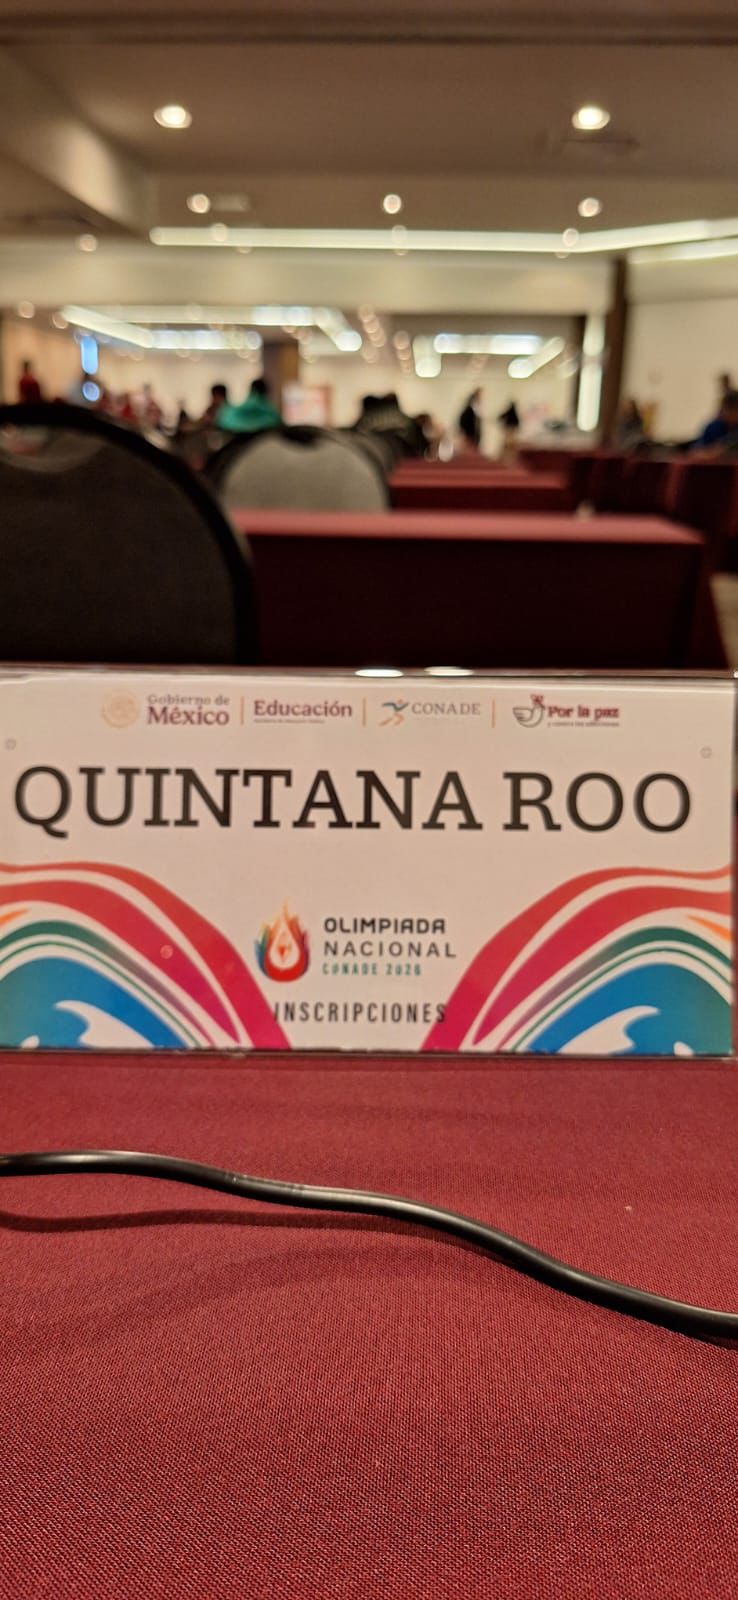 Gobierno de
México
Educación
CONADE
Por la paz
QUINTANA ROO
OLIMPIADA
NACIONAL
CONADE 2026
INSCRIPCIONES